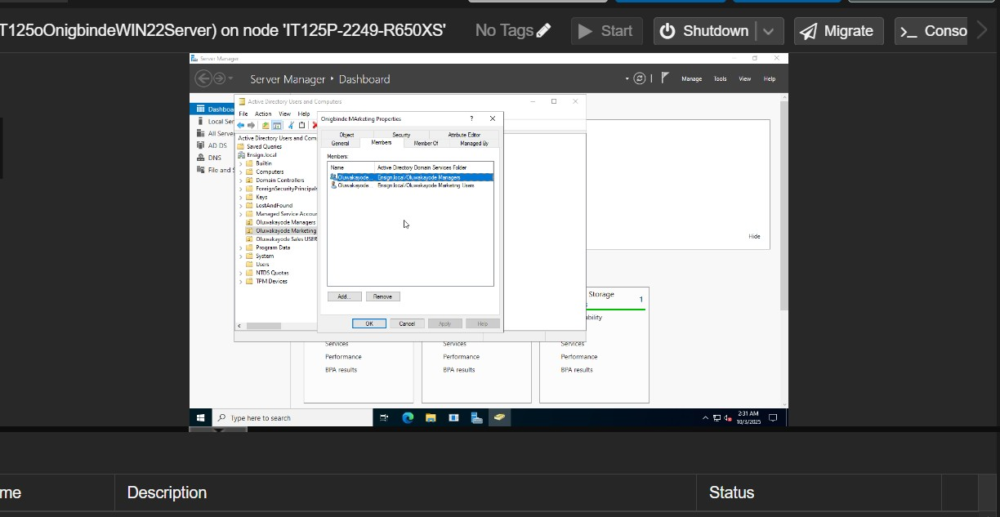 T125oOnigbindeWIN22Server) on node 'IT125P-2249-R650XS'
No Tags
Start
Shutdown
Migrate
Conso
Server Manager
Server Manager
Dashboard
Manage
Tools
View
Help
Dashboa
Local Ser
All Server
AD DS
DNS
File and S
Active Directory Users and Computers
File
Action
View
Help
Active Directory Users and Com
Saved Queries
Ensign.local
Builtin
Computers
Domain Controllers
ForeignSecurityPrincipals
Keys
LostAndFound
Managed Service Accour
Oluwakayode Managers
Oluwakayode Marketing
Oluwakayode Sales USER
Program Data
System
Users
NTDS Quotas
TPM Devices
Onigbinde MArketing Properties
?
Object
Security
Attribute Editor
General
Members
Member Of
Managed By
Members:
Name
Active Directory Domain Services Folder
Oluwakayode...
Ensign.local/Oluwakayode Managers
Oluwakayode...
Ensign.local/Oluwakayode Marketing Users
Add...
Remove
OK
Cancel
Apply
Help
Hide
Storage
1
bility
Services
Performance
BPA results
Services
Performance
BPA results
Services
Performance
BPA results
Type here to search
2:31 AM
10/3/2025
me
Description
Status